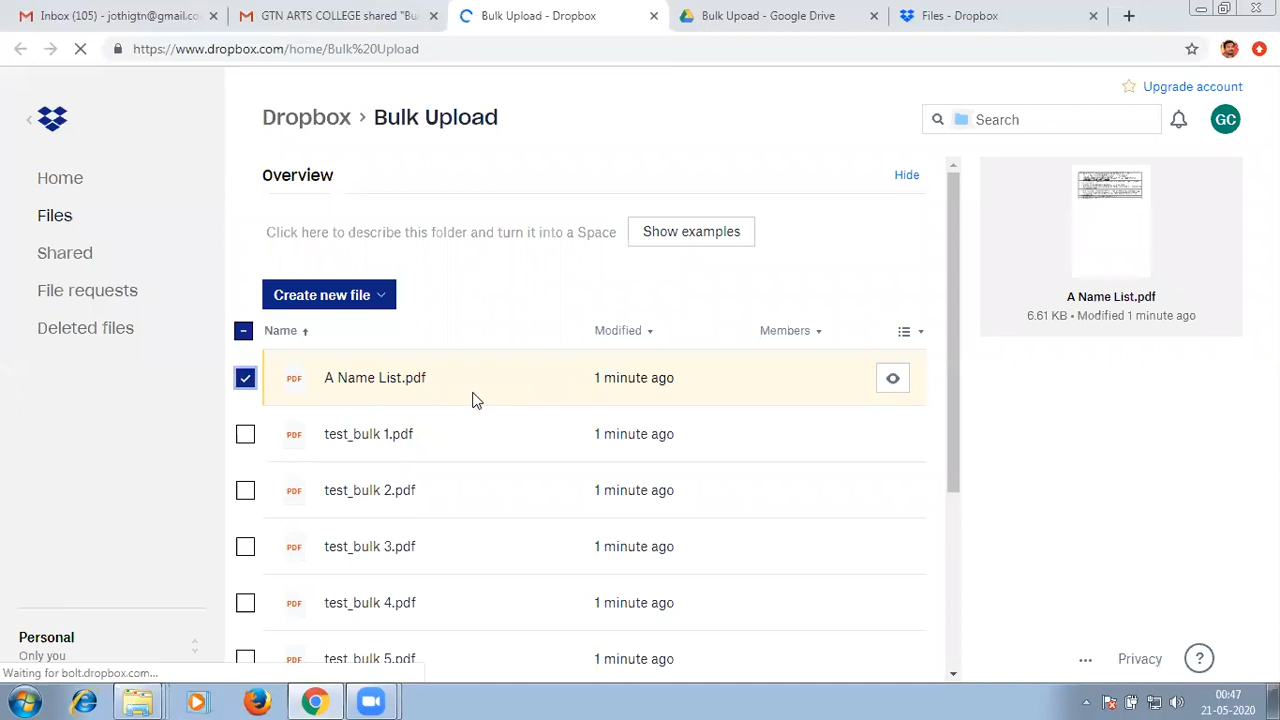 Inbox (105) - jothigtn@gmail.co
GTN ARTS COLLEGE shared "Bu
Bulk Upload - Dropbox
Bulk Upoad - Google Drive
Files - Dropbox
https://www.dropbox.com/home/Bulk%20Upload
Upgrade account
Dropbox › Bulk Upload
Search
GC
Overview
Hide
Click here to describe this folder and turn it into a Space
Show examples
Home
Files
Shared
File requests
Deleted files
Create new file
Name
Modified
Members
PDF A Name List.pdf 1 minute ago
PDF test_bulk 1.pdf 1 minute ago
PDF test_bulk 2.pdf 1 minute ago
PDF test_bulk 3.pdf 1 minute ago
PDF test_bulk 4.pdf 1 minute ago
PDF test_bulk 5.pdf 1 minute ago
A Name List.pdf
6.61 KB • Modified 1 minute ago
Personal
Only you
Privacy
?
Waiting for bolt.dropbox.com...
00:47
21-05-2020